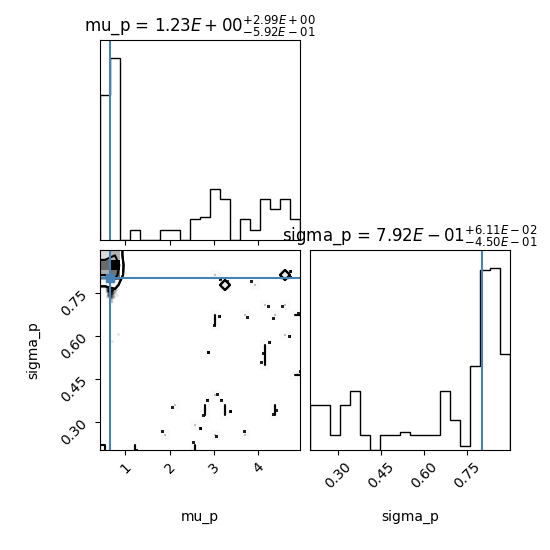 mu_p = 1.23E + 00 +2.99E + 00 −5.92E − 01
sigma_p = 7.92E − 01 +6.11E − 02 −4.50E − 01
sigma_p
0.75
0.60
0.45
0.30
1 2 3 4
0.30 0.45 0.60 0.75
mu_p
sigma_p